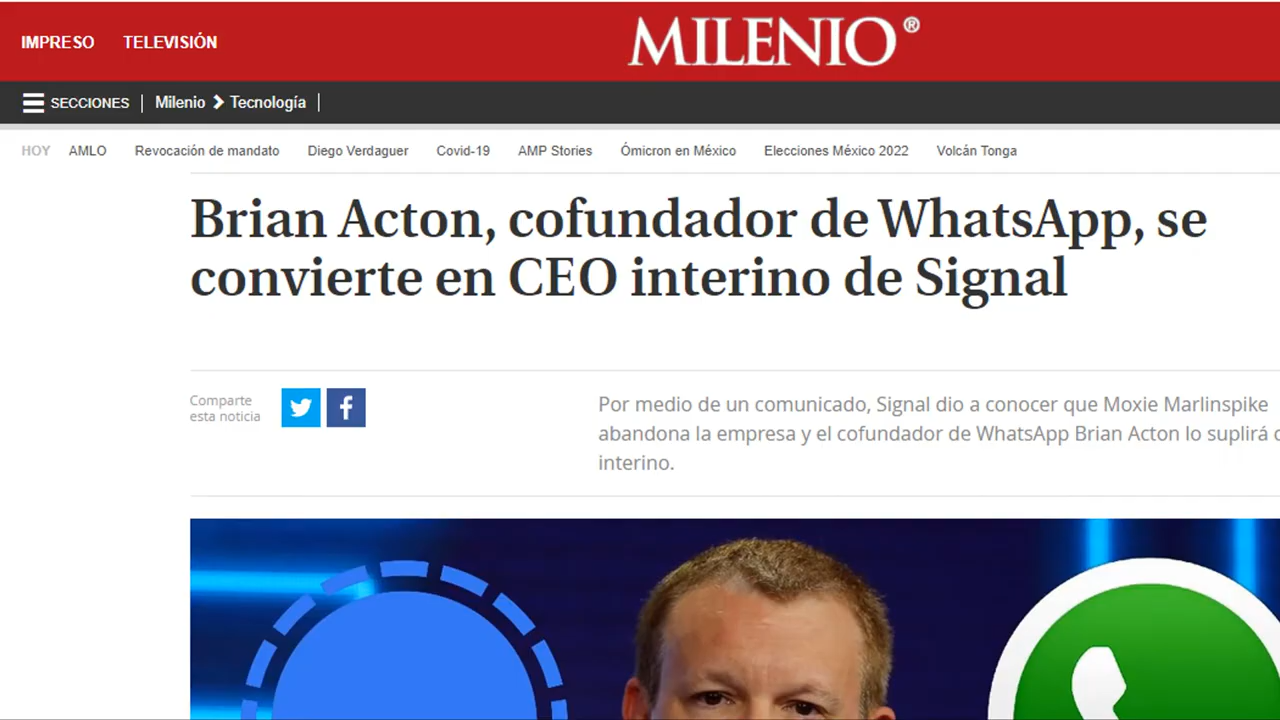 IMPRESO TELEVISIÓN MILENIO®
SECCIONES | Milenio > Tecnología |
HOY AMLO Revocación de mandato Diego Verdaguer Covid-19 AMP Stories Ómicron en México Elecciones México 2022 Volcán Tonga
Brian Acton, cofundador de WhatsApp, se
convierte en CEO interino de Signal
Comparte
esta noticia
Por medio de un comunicado, Signal dio a conocer que Moxie Marlinspike
abandona la empresa y el cofundador de WhatsApp Brian Acton lo suplirá
interino.